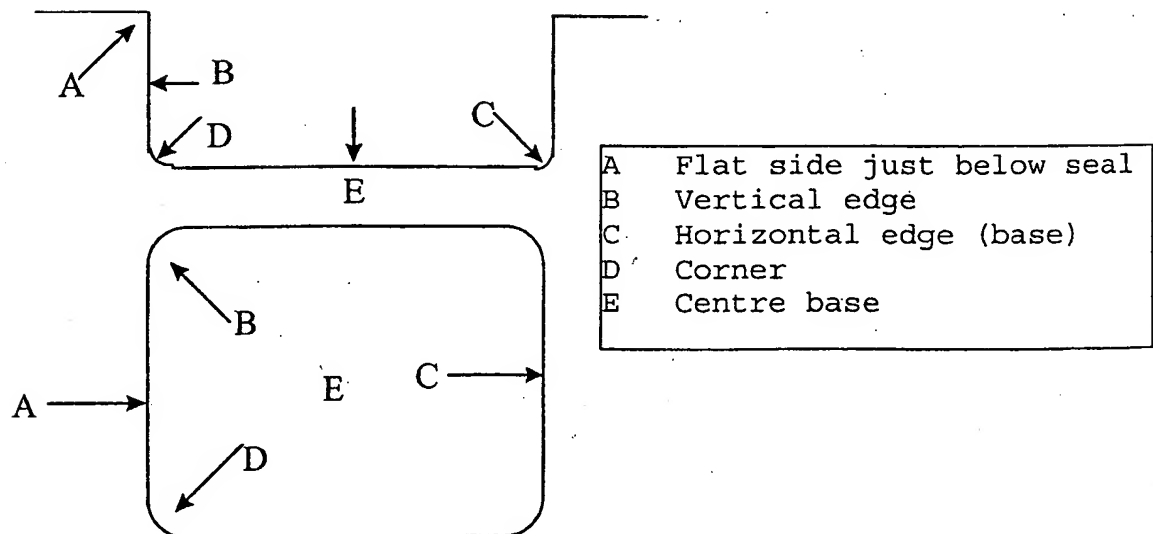 A
B
D
C
E
A Flat side just below seal
B Vertical edge
C Horizontal edge (base)
D Corner
E Centre base
B
E
C
A
D